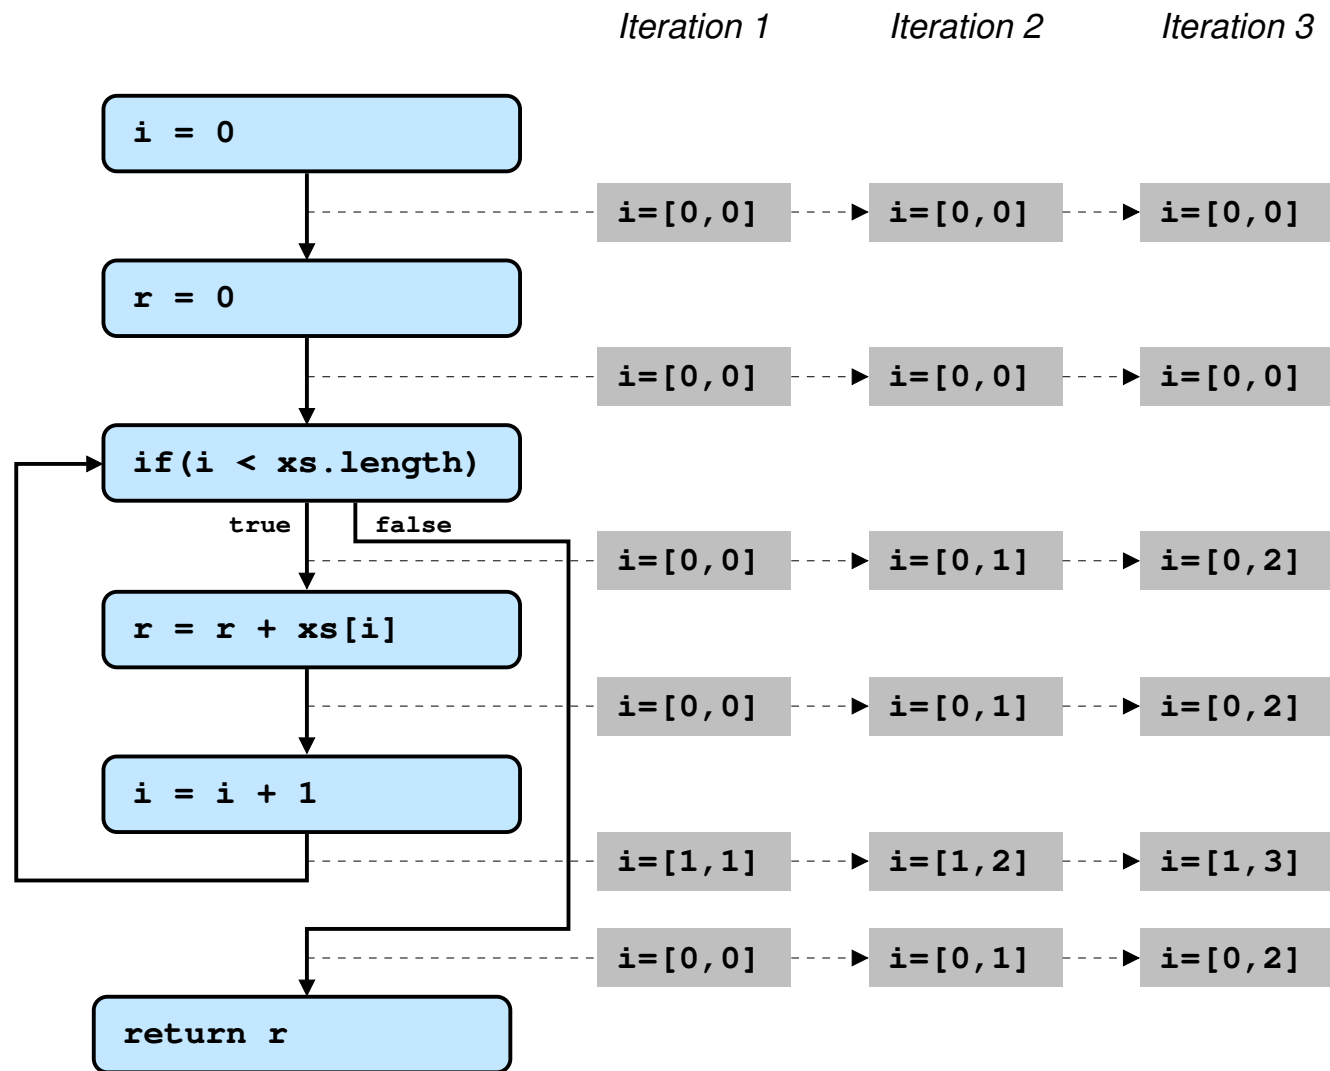 Iteration 1 Iteration 2 Iteration 3
i = 0
i=[0,0] i=[0,0] i=[0,0]
r = 0
i=[0,0] i=[0,0] i=[0,0]
if(i < xs.length)
true false
i=[0,0] i=[0,1] i=[0,2]
r = r + xs[i]
i=[0,0] i=[0,1] i=[0,2]
i = i + 1
i=[1,1] i=[1,2] i=[1,3]
i=[0,0] i=[0,1] i=[0,2]
return r